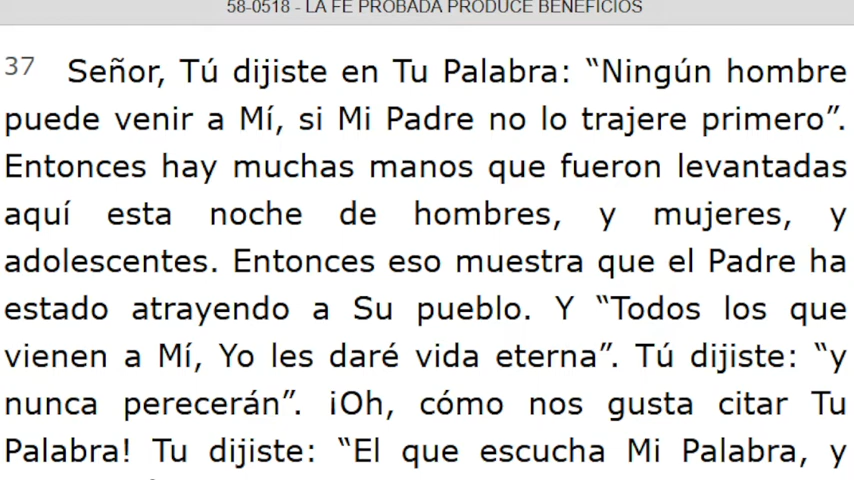 58-0518 - LA FE PROBADA PRODUCE BENEFICIOS
37 Señor, Tú dijiste en Tu Palabra: “Ningún hombre
puede venir a Mí, si Mi Padre no lo trajere primero”.
Entonces hay muchas manos que fueron levantadas
aquí esta noche de hombres, y mujeres, y
adolescentes. Entonces eso muestra que el Padre ha
estado atrayendo a Su pueblo. Y “Todos los que
vienen a Mí, Yo les daré vida eterna”. Tú dijiste: “y
nunca perecerán”. ¡Oh, cómo nos gusta citar Tu
Palabra! Tu dijiste: “El que escucha Mi Palabra, y